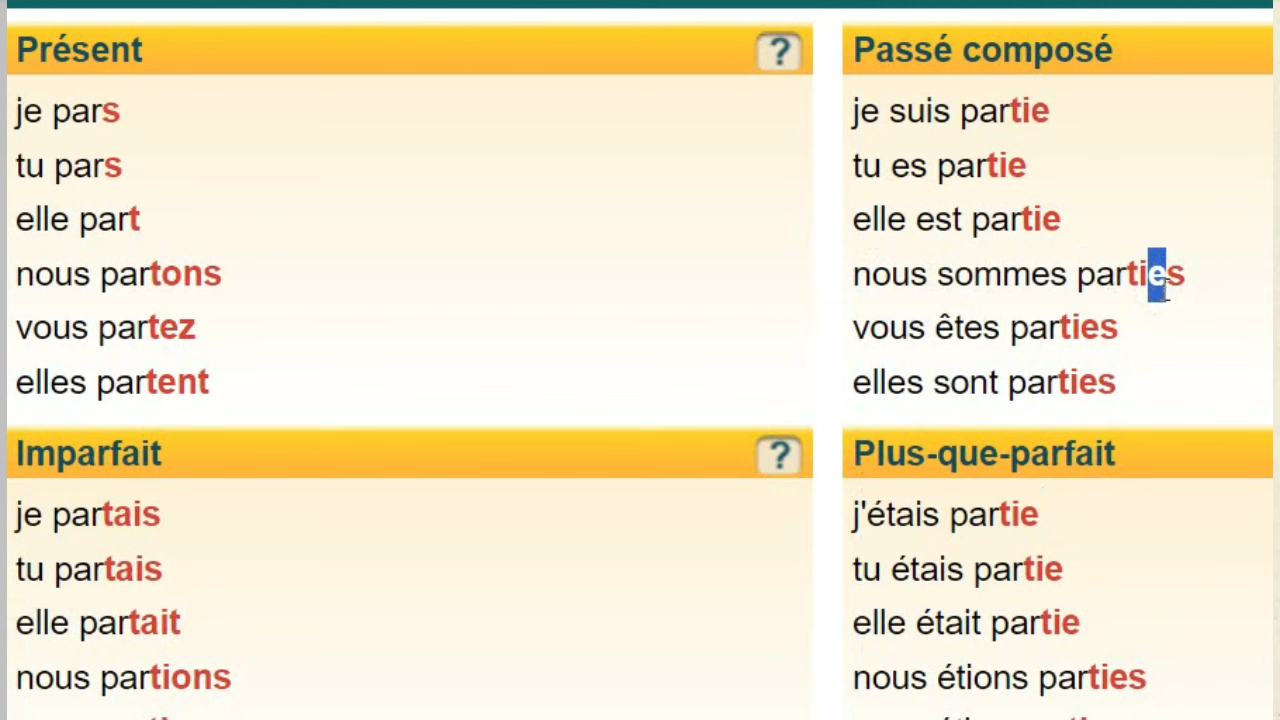 Présent
?
je pars
tu pars
elle part
nous partons
vous partez
elles partent
Passé composé
je suis partie
tu es partie
elle est partie
nous sommes parties
vous êtes parties
elles sont parties
Imparfait
?
je partais
tu partais
elle partait
nous partions
Plus-que-parfait
j'étais partie
tu étais partie
elle était partie
nous étions parties